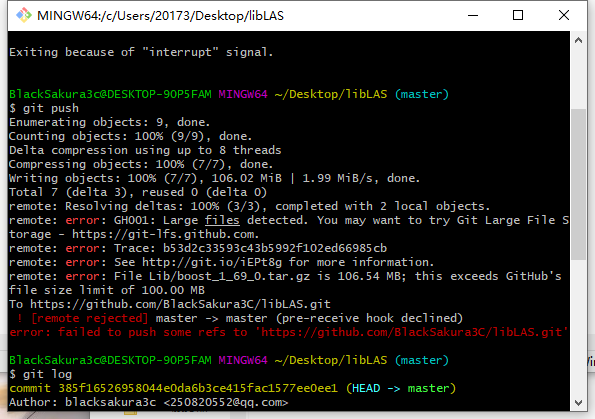 MINGW64:/c/Users/20173/Desktop/libLAS
Exiting because of "interrupt" signal.
BlackSakura3c@DESKTOP-9OP5FAM MINGW64 ~/Desktop/libLAS (master)
$ git push
Enumerating objects: 9, done.
Counting objects: 100% (9/9), done.
Delta compression using up to 8 threads
Compressing objects: 100% (7/7), done.
Writing objects: 100% (7/7), 106.02 MiB | 1.99 MiB/s, done.
Total 7 (delta 3), reused 0 (delta 0)
remote: Resolving deltas: 100% (3/3), completed with 2 local objects.
remote: error: GH001: Large files detected. You may want to try Git Large File S
torage - https://git-lfs.github.com.
remote: error: Trace: b53d2c33593c43b5992f102ed66985cb
remote: error: See http://git.io/iEPt8g for more information.
remote: error: File Lib/boost_1_69_0.tar.gz is 106.54 MB; this exceeds GitHub's
file size limit of 100.00 MB
To https://github.com/BlackSakura3C/libLAS.git
! [remote rejected] master -> master (pre-receive hook declined)
error: failed to push some refs to 'https://github.com/BlackSakura3C/libLAS.git'
BlackSakura3c@DESKTOP-9OP5FAM MINGW64 ~/Desktop/libLAS (master)
$ git log
commit 385f16526958044e0da6b3ce415fac1577ee0ee1 (HEAD -> master)
Author: blacksakura3c <250820552@qq.com>